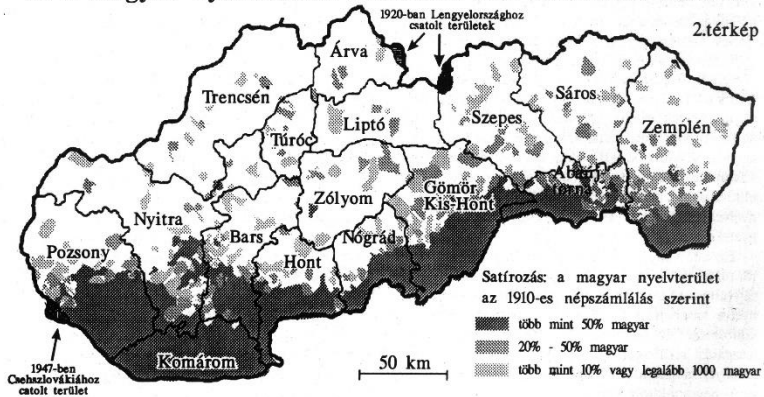 1920-ban Lengyelországhoz
csatolt területek
2.térkép
Árva
Trencsén
Sáros
Szepes
Liptó
Túróc
Zemplén
Abaúj-
torna
Gömör
Kis-Hont
Zólyom
Nyitra
Bars
Nógrád
Pozsony
Hont
Satírozás: a magyar nyelvterület
az 1910-es népszámlálás szerint
több mint 50% magyar
20% - 50% magyar
több mint 10% vagy legalább 1000 magyar
Komárom
50 km
1947-ben
Csehszlovákiához
catolt terület